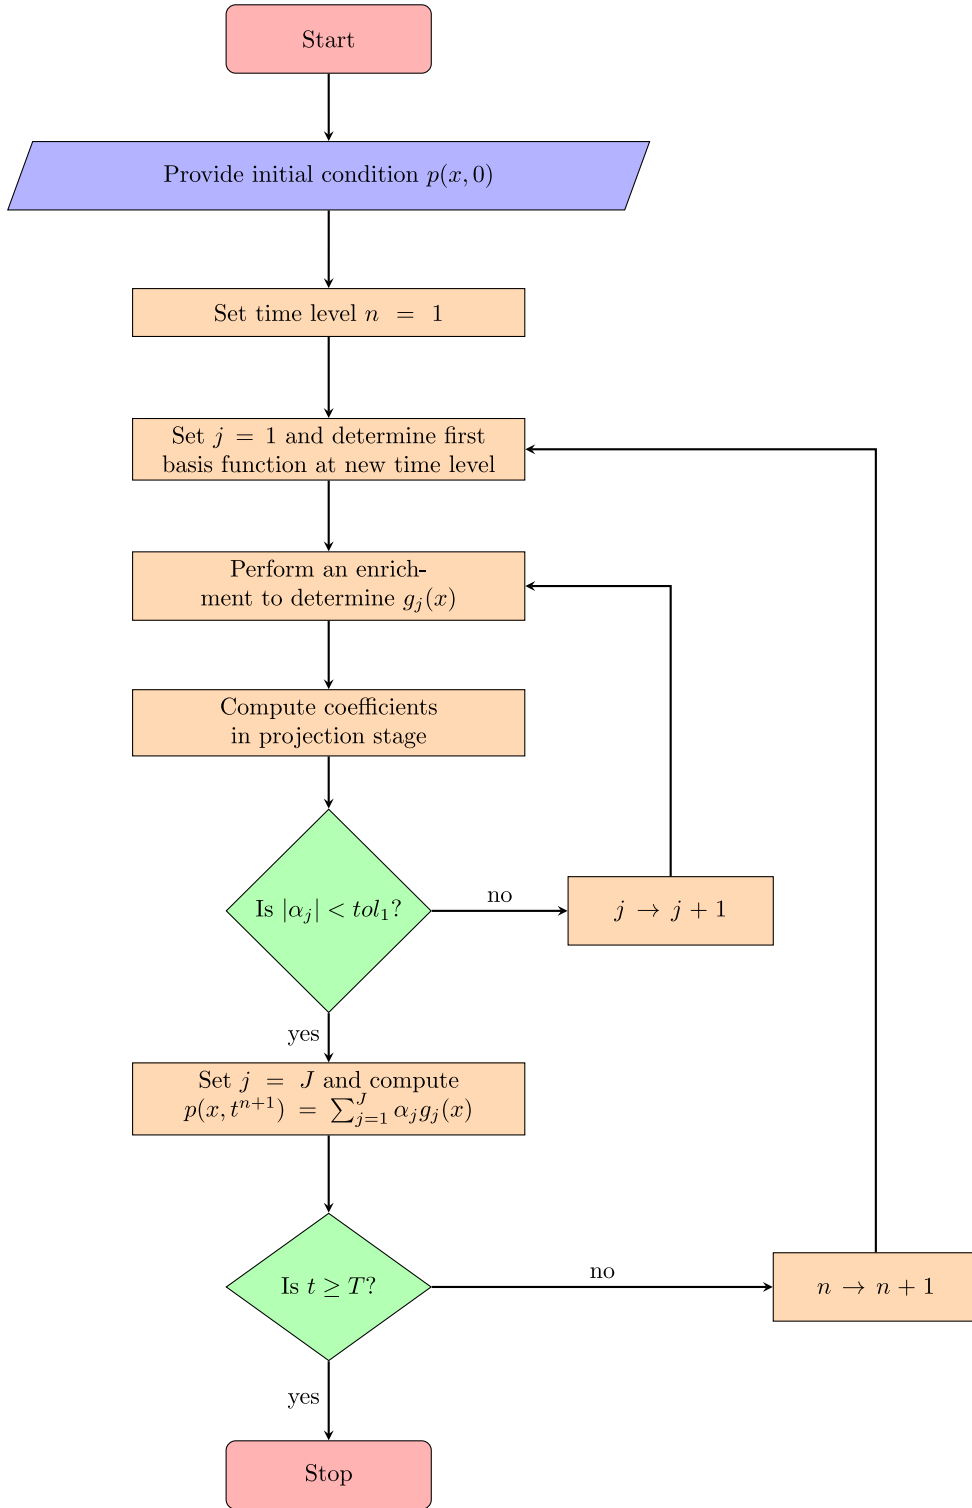 Start
Provide initial condition p(x, 0)
Set time level n = 1
Set j = 1 and determine first
basis function at new time level
Perform an enrich-
ment to determine g_j(x)
Compute coefficients
in projection stage
Is |α_j| < tol_1?
no
j → j + 1
yes
Set j = J and compute
p(x, t^{n+1}) = ∑_{j=1}^{J} α_j g_j(x)
Is t ≥ T?
no
n → n + 1
yes
Stop